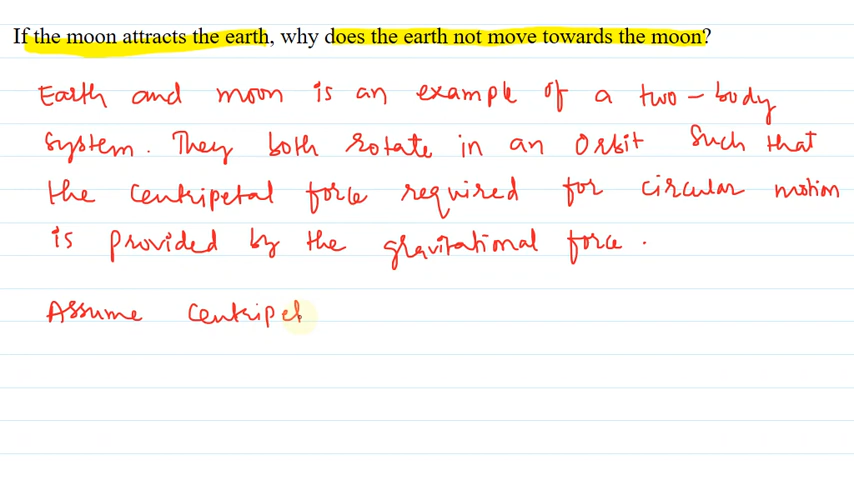 If the moon attracts the earth, why does the earth not move towards the moon?
Earth and moon is an example of a two-body
system. They both rotate in an orbit such that
the centripetal force required for circular motion
is provided by the gravitational force.
Assume centripet